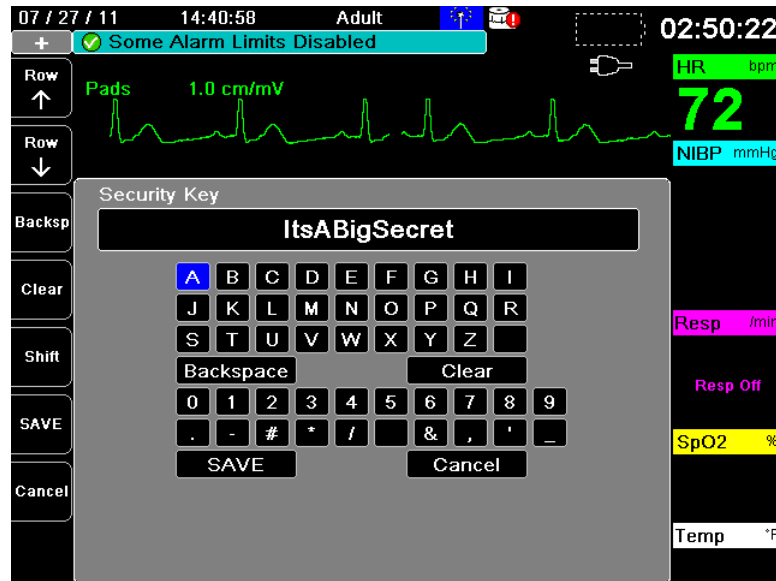 07 / 27 / 11 14:40:58 Adult
02:50:22
+ Some Alarm Limits Disabled
Row
↑
Pads 1.0 cm/mV
HR bpm
72
Row
↓
NIBP mmHg
Security Key
Backsp
ItsABigSecret
A B C D E F G H I
Clear
J K L M N O P Q R
Resp /min
S T U V W X Y Z
Shift
Backspace Clear
Resp Off
0 1 2 3 4 5 6 7 8 9
SAVE
. - # * / & , ' _
SpO2 %
SAVE Cancel
Cancel
Temp °F